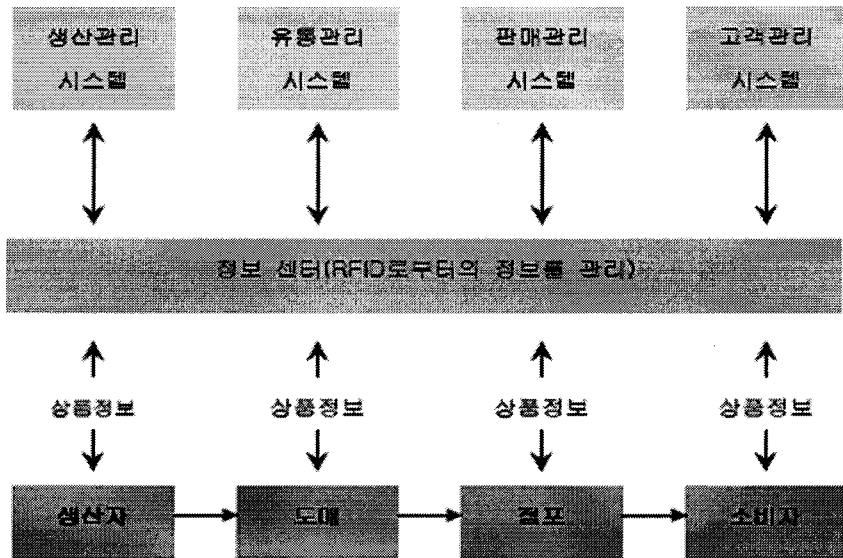 생산관리 유통관리 판매관리 고객관리
시스템 시스템 시스템 시스템
정보 센터(RFID로부터의 정보를 관리)
상품정보 상품정보 상품정보 상품정보
생산자 도매 점포 소비자